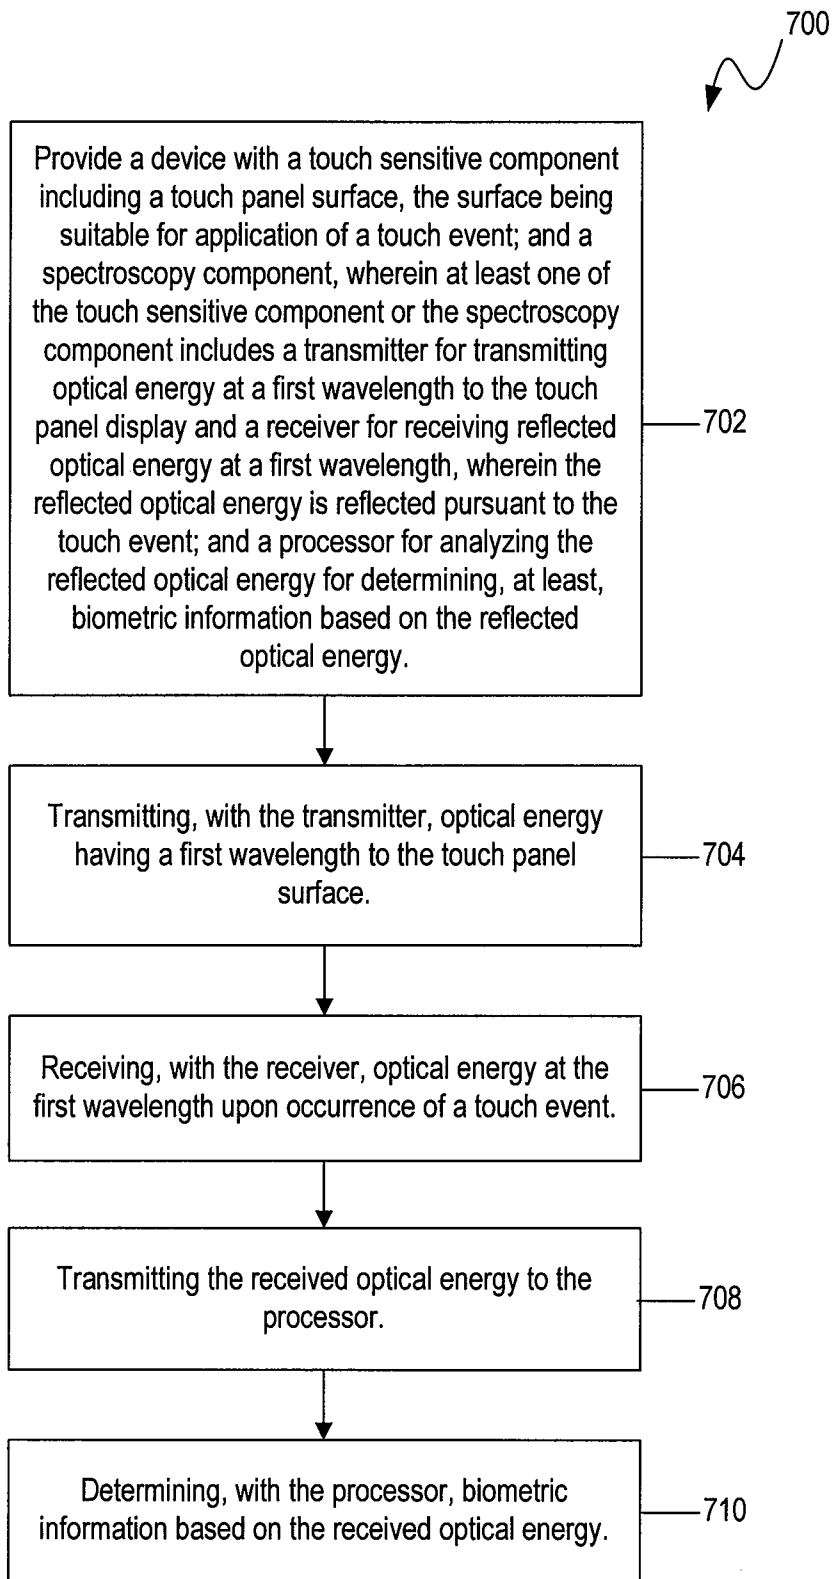 700
Provide a device with a touch sensitive component
including a touch panel surface, the surface being
suitable for application of a touch event; and a
spectroscopy component, wherein at least one of
the touch sensitive component or the spectroscopy
component includes a transmitter for transmitting
optical energy at a first wavelength to the touch
panel display and a receiver for receiving reflected
optical energy at a first wavelength, wherein the
reflected optical energy is reflected pursuant to the
touch event; and a processor for analyzing the
reflected optical energy for determining, at least,
biometric information based on the reflected
optical energy.
702
Transmitting, with the transmitter, optical energy
having a first wavelength to the touch panel
surface.
704
Receiving, with the receiver, optical energy at the
first wavelength upon occurrence of a touch event.
706
Transmitting the received optical energy to the
processor.
708
Determining, with the processor, biometric
information based on the received optical energy.
710